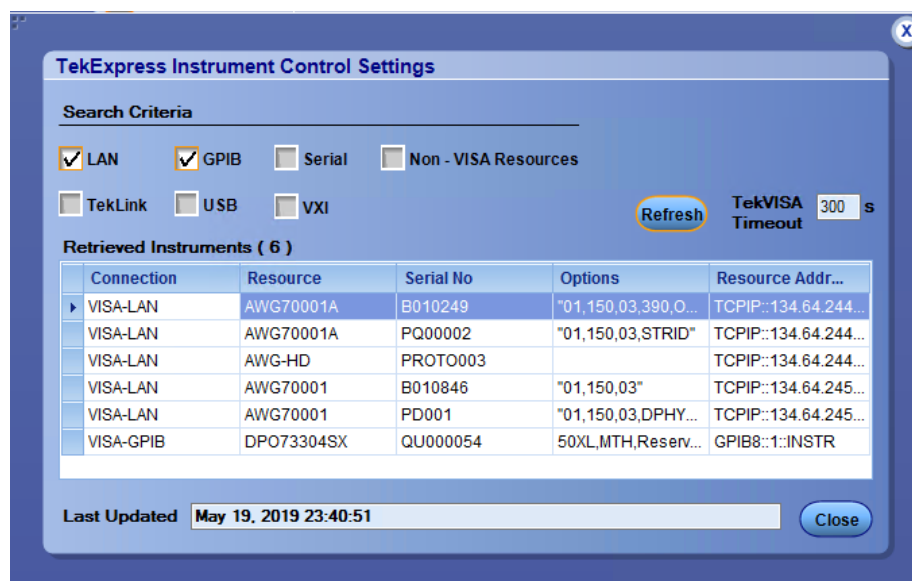 X
TekExpress Instrument Control Settings
Search Criteria
LAN GPIB Serial Non - VISA Resources
TekLink USB VXI
Refresh TekVISA Timeout 300 s
Retrieved Instruments ( 6 )
Connection Resource Serial No Options Resource Addr...
VISA-LAN AWG70001A B010249 "01,150,03,390,O... TCPIP::134.64.244...
VISA-LAN AWG70001A PQ00002 "01,150,03,STRID" TCPIP::134.64.244...
VISA-LAN AWG-HD PROTO003 TCPIP::134.64.244...
VISA-LAN AWG70001 B010846 "01,150,03" TCPIP::134.64.245...
VISA-LAN AWG70001 PD001 "01,150,03,DPHY... TCPIP::134.64.245...
VISA-GPIB DPO73304SX QU000054 50XL,MTH,Reserv... GPIB8::1::INSTR
Last Updated May 19, 2019 23:40:51 Close